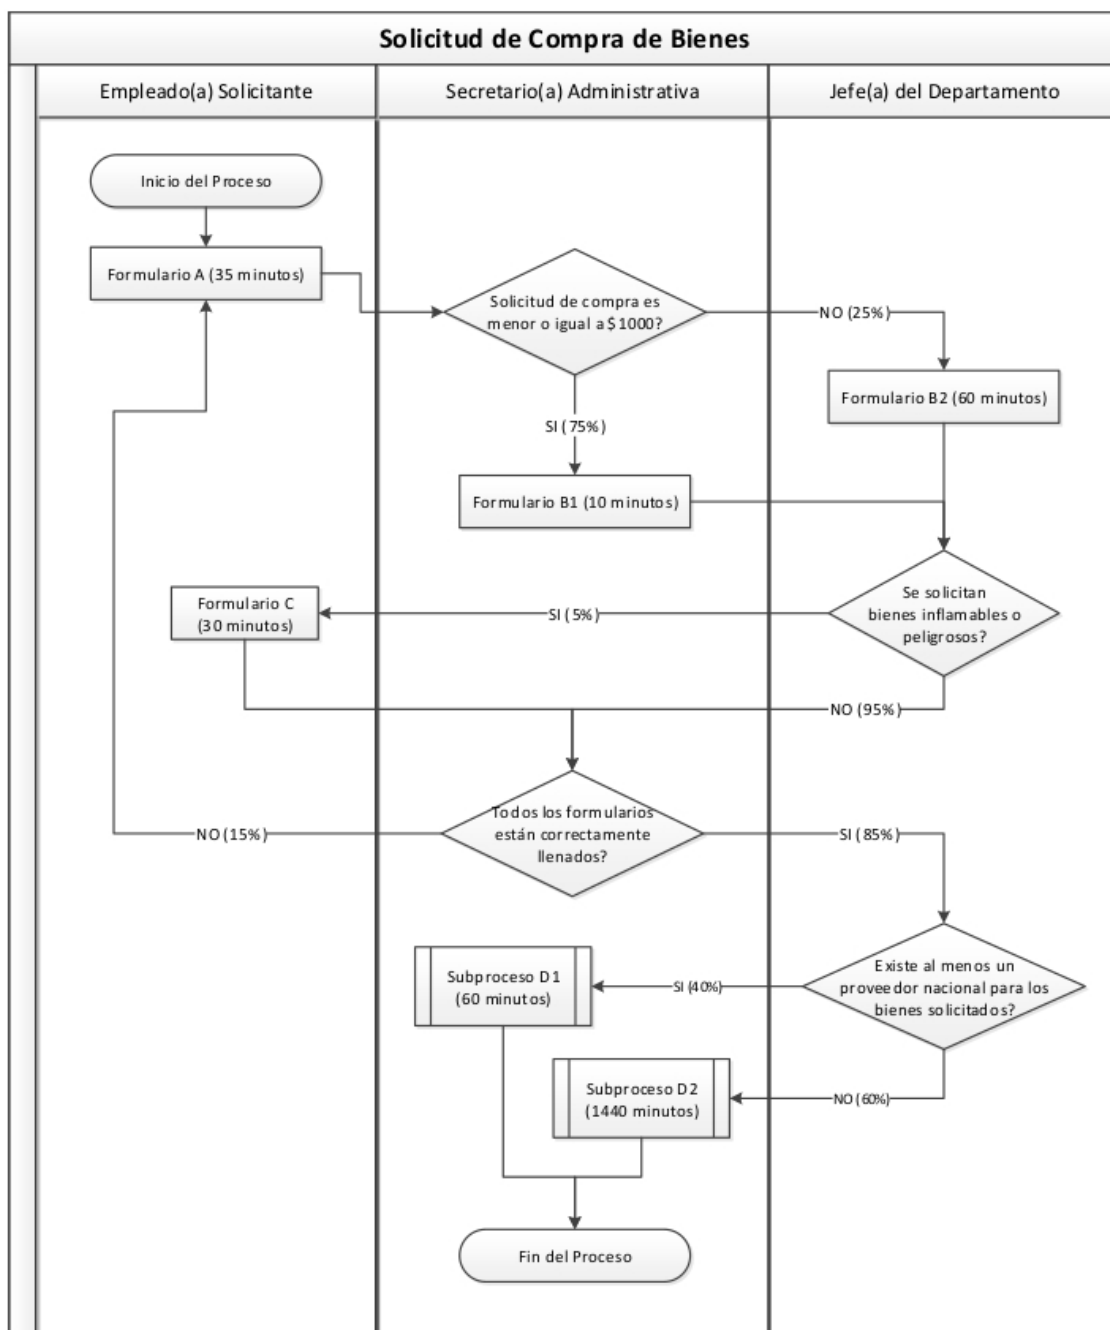 Solicitud de Compra de Bienes
Empleado(a) Solicitante
Secretario(a) Administrativa
Jefe(a) del Departamento
Inicio del Proceso
Formulario A (35 minutos)
Solicitud de compra es
menor o igual a $1000?
NO (25%)
Formulario B2 (60 minutos)
SI (75%)
Formulario B1 (10 minutos)
Se solicitan
bienes inflamables o
peligrosos?
SI (5%)
Formulario C
(30 minutos)
NO (95%)
Todos los formularios
están correctamente
llenados?
NO (15%)
SI (85%)
Existe al menos un
proveedor nacional para los
bienes solicitados?
SI (40%)
Subproceso D1
(60 minutos)
NO (60%)
Subproceso D2
(1440 minutos)
Fin del Proceso